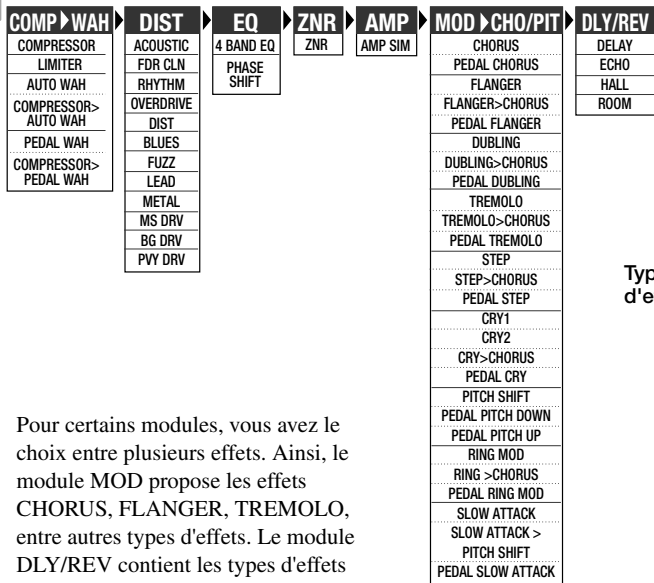 COMP▶WAH
COMPRESSOR
LIMITER
AUTO WAH
COMPRESSOR>
AUTO WAH
PEDAL WAH
COMPRESSOR>
PEDAL WAH
DIST
ACOUSTIC
FDR CLN
RHYTHM
OVERDRIVE
DIST
BLUES
FUZZ
LEAD
METAL
MS DRV
BG DRV
PVY DRV
EQ
4 BAND EQ
PHASE
SHIFT
ZNR
ZNR
AMP
AMP SIM
MOD▶CHO/PIT
CHORUS
PEDAL CHORUS
FLANGER
FLANGER>CHORUS
PEDAL FLANGER
DUBLING
DUBLING>CHORUS
PEDAL DUBLING
TREMOLO
TREMOLO>CHORUS
PEDAL TREMOLO
STEP
STEP>CHORUS
PEDAL STEP
CRY1
CRY2
CRY>CHORUS
PEDAL CRY
PITCH SHIFT
PEDAL PITCH DOWN
PEDAL PITCH UP
RING MOD
RING >CHORUS
PEDAL RING MOD
SLOW ATTACK
SLOW ATTACK >
PITCH SHIFT
PEDAL SLOW ATTACK
DLY/REV
DELAY
ECHO
HALL
ROOM
Typ
d'e
Pour certains modules, vous avez le
choix entre plusieurs effets. Ainsi, le
module MOD propose les effets
CHORUS, FLANGER, TREMOLO,
entre autres types d'effets. Le module
DLY/REV contient les types d'effets